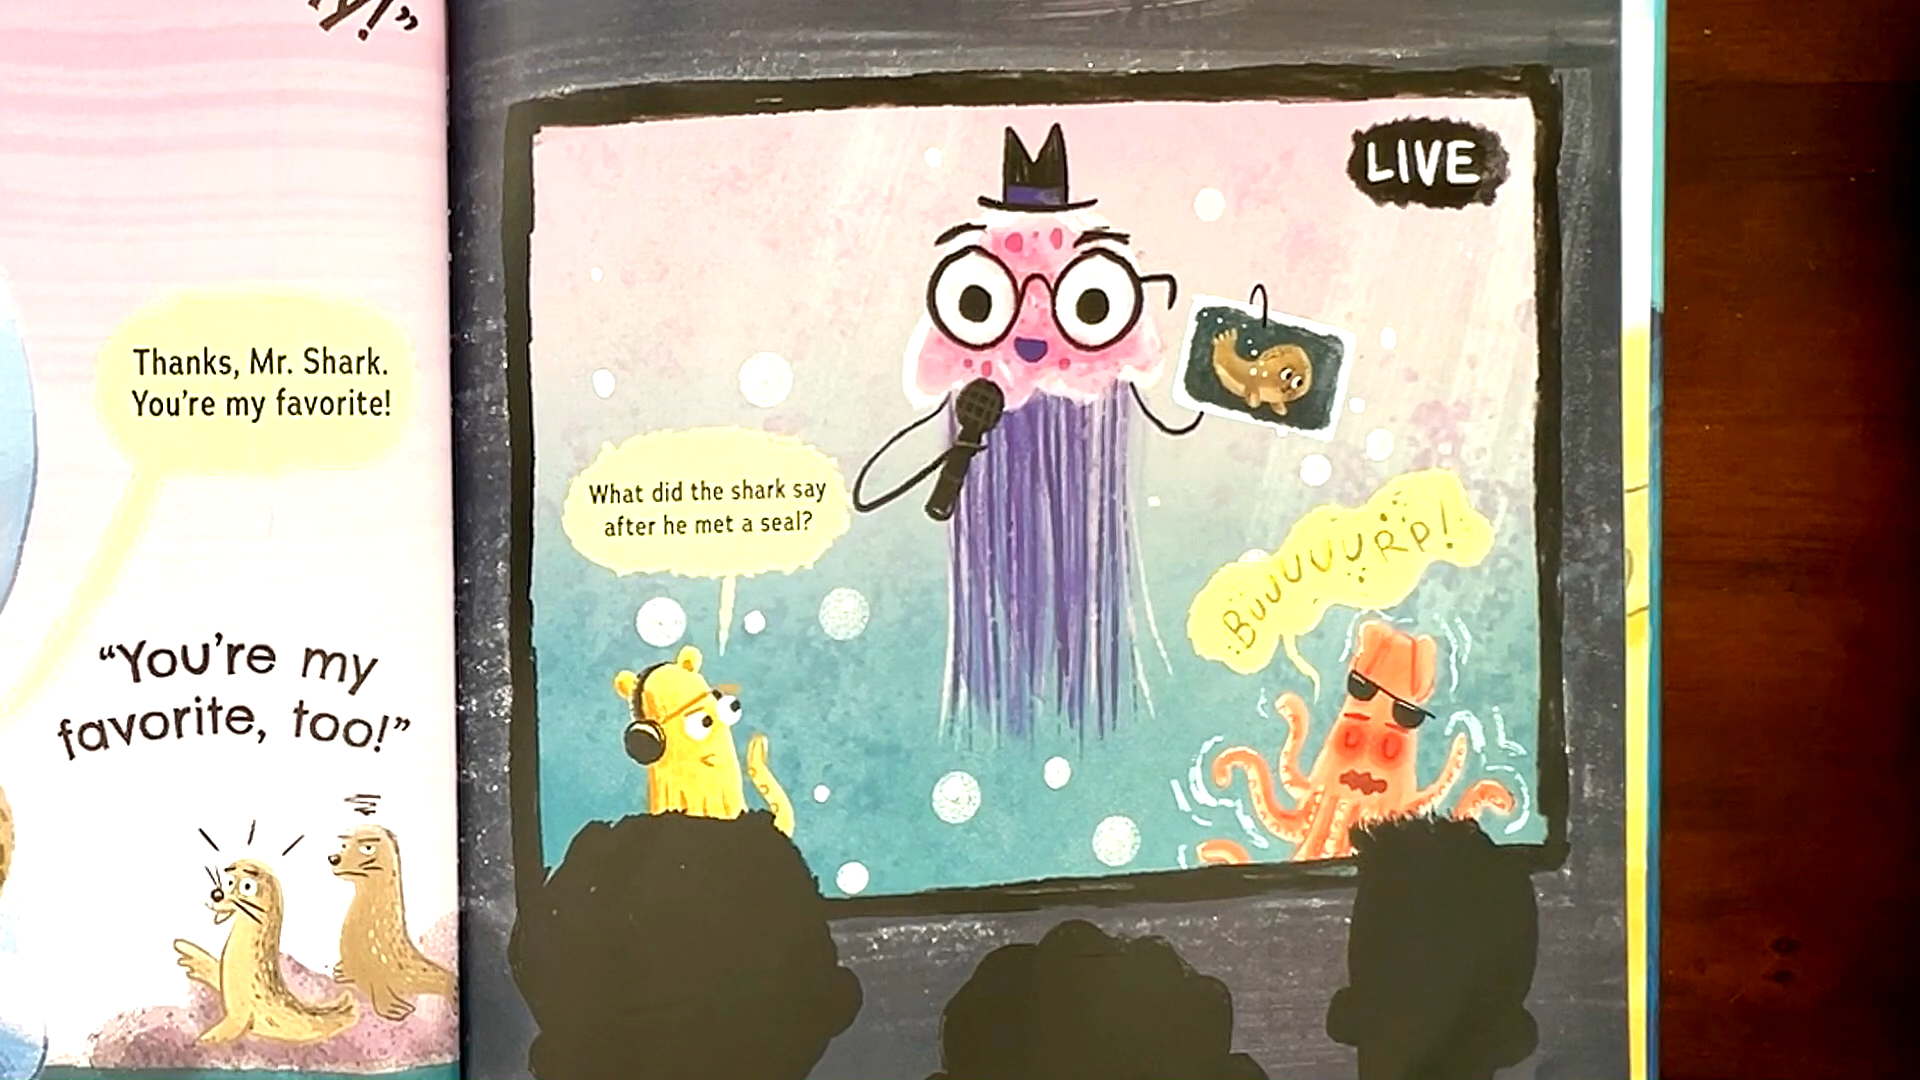 Thanks, Mr. Shark.
You're my favorite!
“You're my
favorite, too!”
LIVE
What did the shark say
after he met a seal?
BUUUUURP!